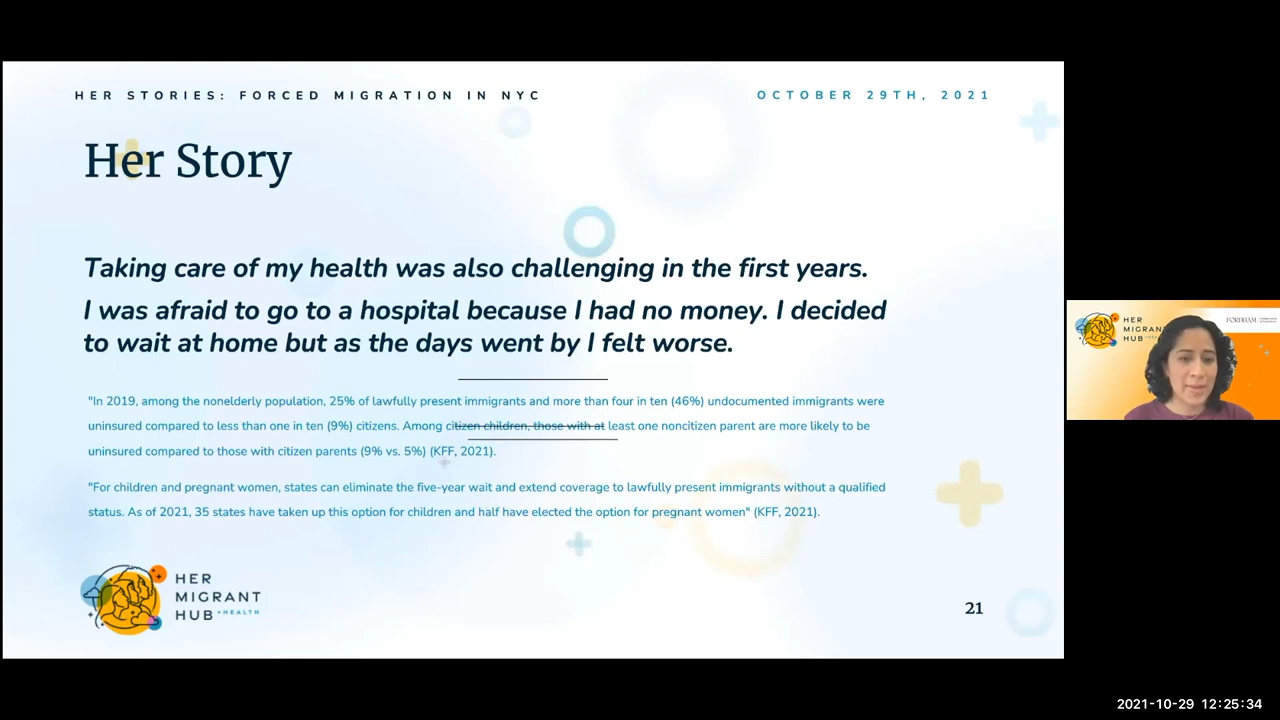 HER STORIES: FORCED MIGRATION IN NYC
OCTOBER 29TH, 2021
Her Story
Taking care of my health was also challenging in the first years.
I was afraid to go to a hospital because I had no money. I decided
to wait at home but as the days went by I felt worse.
"In 2019, among the nonelderly population, 25% of lawfully present immigrants and more than four in ten (46%) undocumented immigrants were
uninsured compared to less than one in ten (9%) citizens. Among citizen children, those with at least one noncitizen parent are more likely to be
uninsured compared to those with citizen parents (9% vs. 5%) (KFF, 2021).
"For children and pregnant women, states can eliminate the five-year wait and extend coverage to lawfully present immigrants without a qualified
status. As of 2021, 35 states have taken up this option for children and half have elected the option for pregnant women" (KFF, 2021).
HER
MIGRANT
HUB +HEALTH
21
HER
MIGRANT
HUB
FORDHAM
2021-10-29 12:25:34